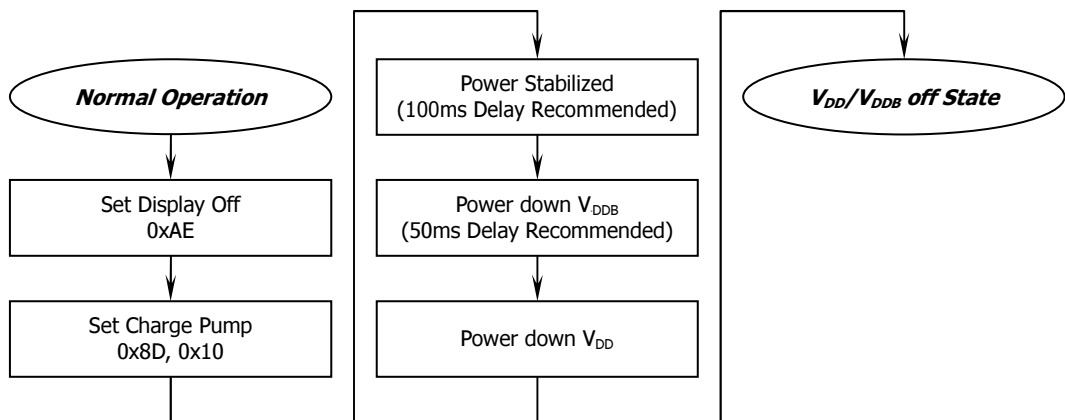 Normal Operation
Set Display Off
0xAE
Set Charge Pump
0x8D, 0x10
Power Stabilized
(100ms Delay Recommended)
Power down VDDB
(50ms Delay Recommended)
Power down VDD
VDD/VDDB off State